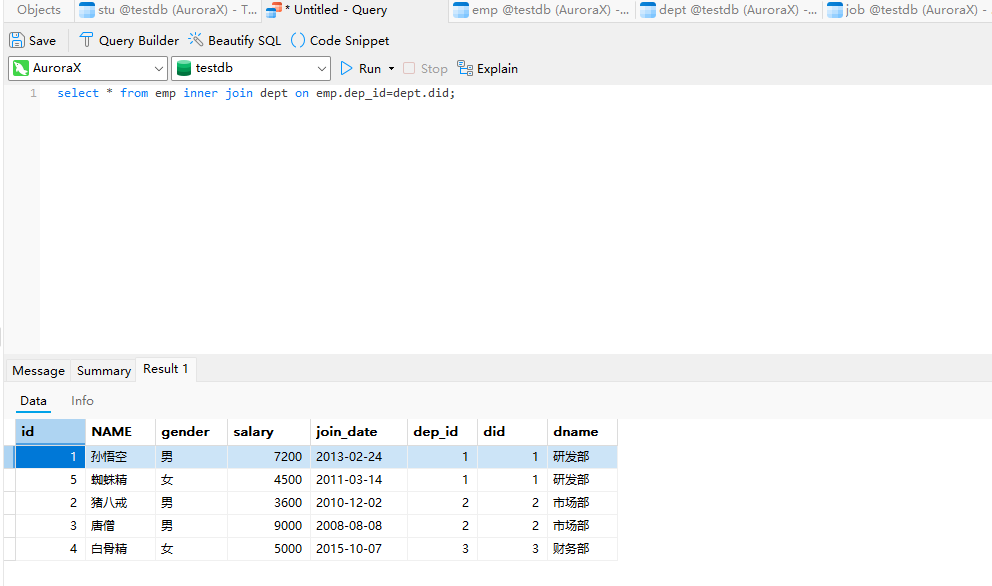 Objects stu @testdb (AuroraX) - T... * Untitled - Query emp @testdb (AuroraX) -... dept @testdb (AuroraX) -... job @testdb (AuroraX) -
Save Query Builder Beautify SQL () Code Snippet
AuroraX testdb Run Stop Explain
1 select * from emp inner join dept on emp.dep_id=dept.did;
Message Summary Result 1
Data Info
id NAME gender salary join_date dep_id did dname
1 孙悟空 男 7200 2013-02-24 1 1 研发部
5 蜘蛛精 女 4500 2011-03-14 1 1 研发部
2 猪八戒 男 3600 2010-12-02 2 2 市场部
3 唐僧 男 9000 2008-08-08 2 2 市场部
4 白骨精 女 5000 2015-10-07 3 3 财务部